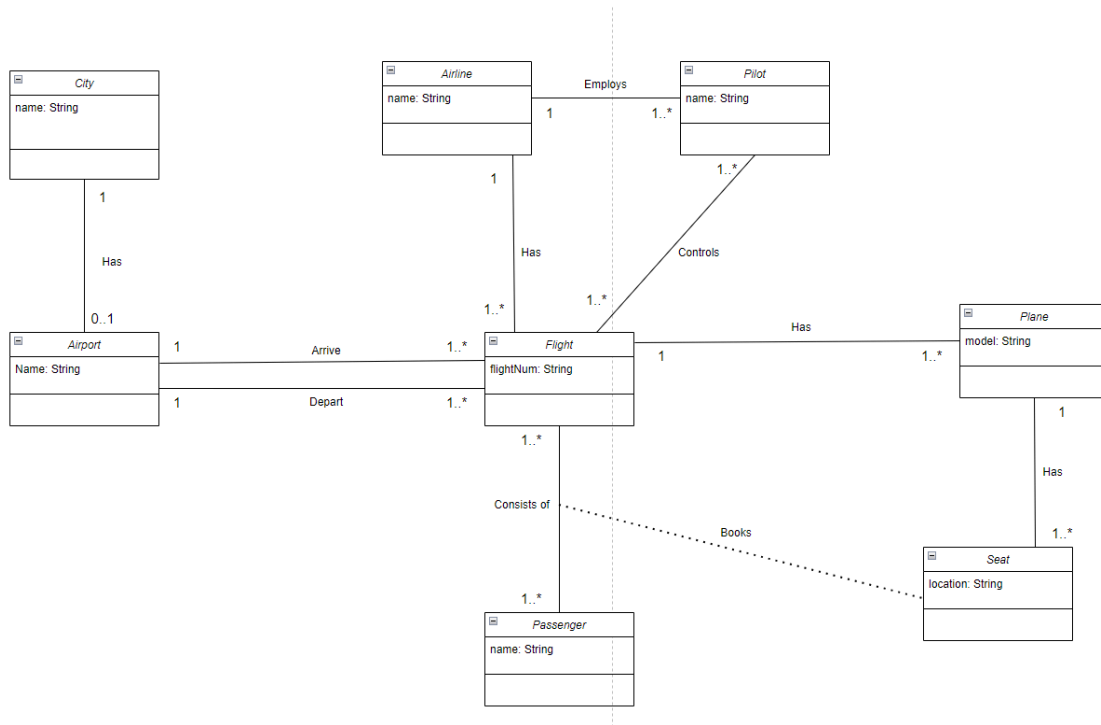 City
name: String
Airline
name: String
Employs
1
1..*
Pilot
name: String
1
Has
0..1
1
Has
1..*
1..*
Controls
1..*
Airport
Name: String
1
Arrive
1..*
1
Depart
1..*
Flight
flightNum: String
Has
1
1..*
Plane
model: String
1
Has
1..*
1..*
Consists of
1..*
Books
Seat
location: String
Passenger
name: String